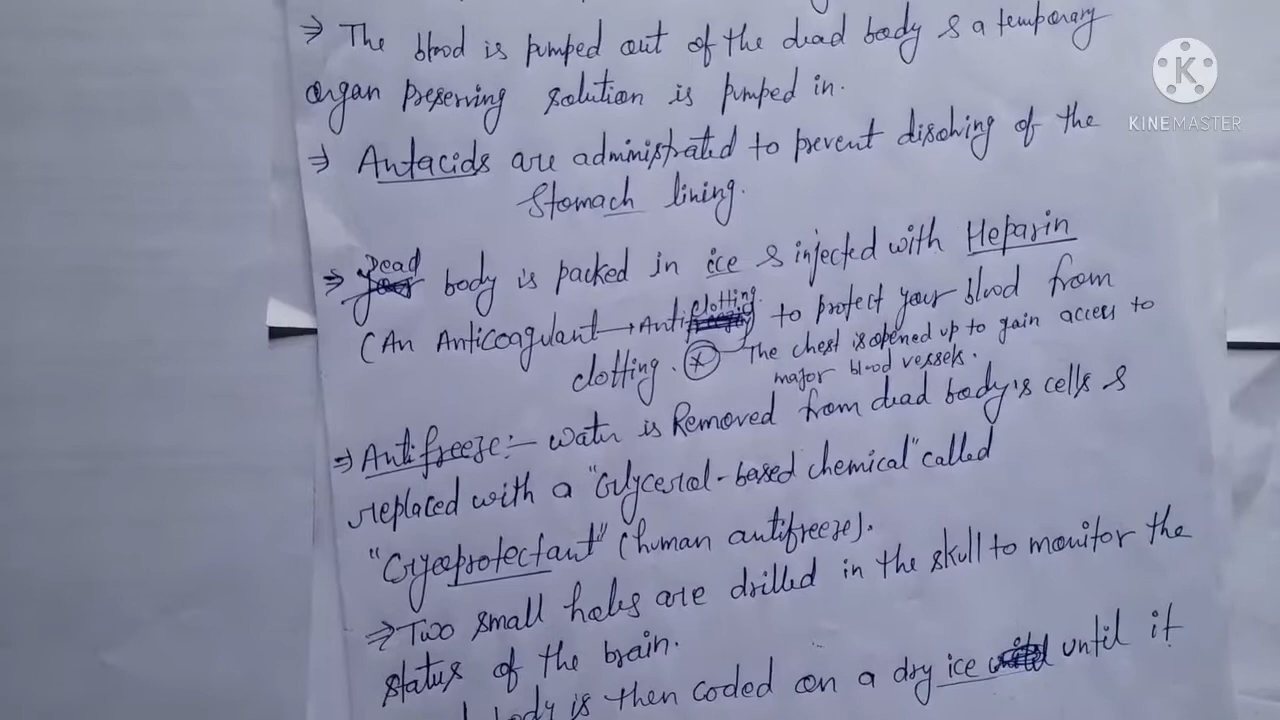 ⇒ The blood is pumped out of the dead body & a temporary
organ preserving solution is pumped in.
⇒ Antacids are administrated to prevent disolving of the
Stomach lining.
⇒ Dead body is packed in ice & injected with Heparin
(An Anticoagulant → Anticlotting to protect your blood from
clotting. (*) The chest is opened up to gain access to
major blood vessels.
⇒ Antifreeze:- Water is Removed from dead body's cells &
replaced with a "Glycerol-based chemical" called
"Cryoprotectant" (human antifreeze).
⇒ Two small holes are drilled in the skull to monitor the
status of the brain.
body is then coded on a dry ice until it
K
KINEMASTER